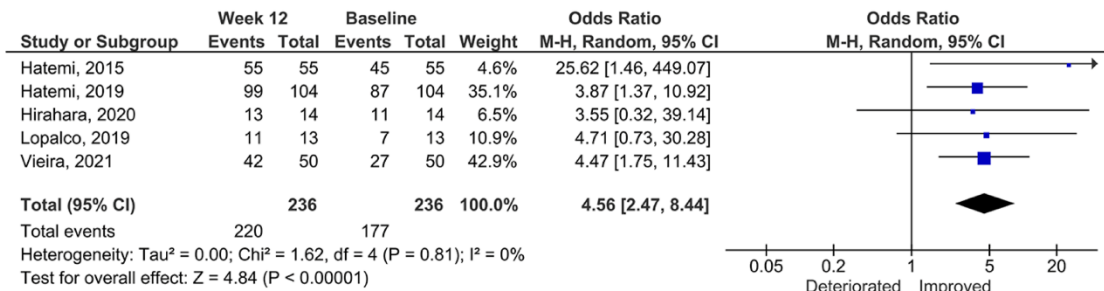 Week 12 Baseline Odds Ratio Odds Ratio
Study or Subgroup Events Total Events Total Weight M-H, Random, 95% CI M-H, Random, 95% CI
Hatemi, 2015 55 55 45 55 4.6% 25.62 [1.46, 449.07]
Hatemi, 2019 99 104 87 104 35.1% 3.87 [1.37, 10.92]
Hirahara, 2020 13 14 11 14 6.5% 3.55 [0.32, 39.14]
Lopalco, 2019 11 13 7 13 10.9% 4.71 [0.73, 30.28]
Vieira, 2021 42 50 27 50 42.9% 4.47 [1.75, 11.43]
Total (95% CI) 236 236 100.0% 4.56 [2.47, 8.44]
Total events 220 177
Heterogeneity: Tau² = 0.00; Chi² = 1.62, df = 4 (P = 0.81); I² = 0%
Test for overall effect: Z = 4.84 (P < 0.00001)
0.05 0.2 1 5 20
Deteriorated Improved